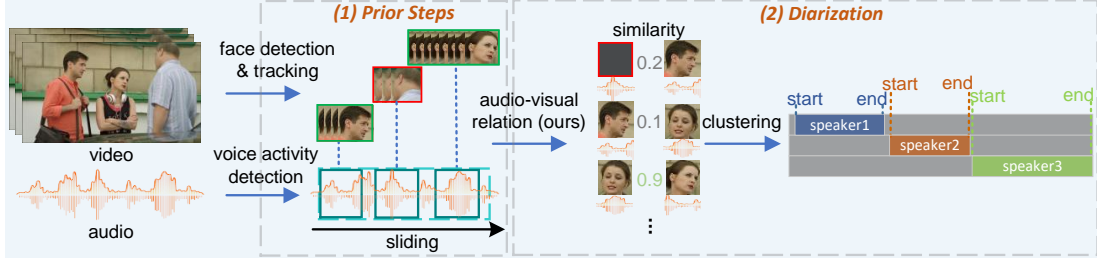 (1) Prior Steps
(2) Diarization
face detection
& tracking
video
voice activity
detection
audio
sliding
audio-visual
relation (ours)
similarity
0.2
0.1
0.9
...
clustering
start
end
start
end
start
end
speaker1
speaker2
speaker3